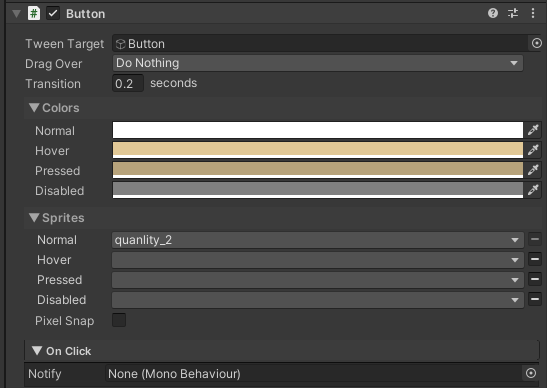 Button
Tween Target Button
Drag Over Do Nothing
Transition 0.2 seconds
Colors
Normal
Hover
Pressed
Disabled
Sprites
Normal quanlity_2
Hover
Pressed
Disabled
Pixel Snap
On Click
Notify None (Mono Behaviour)